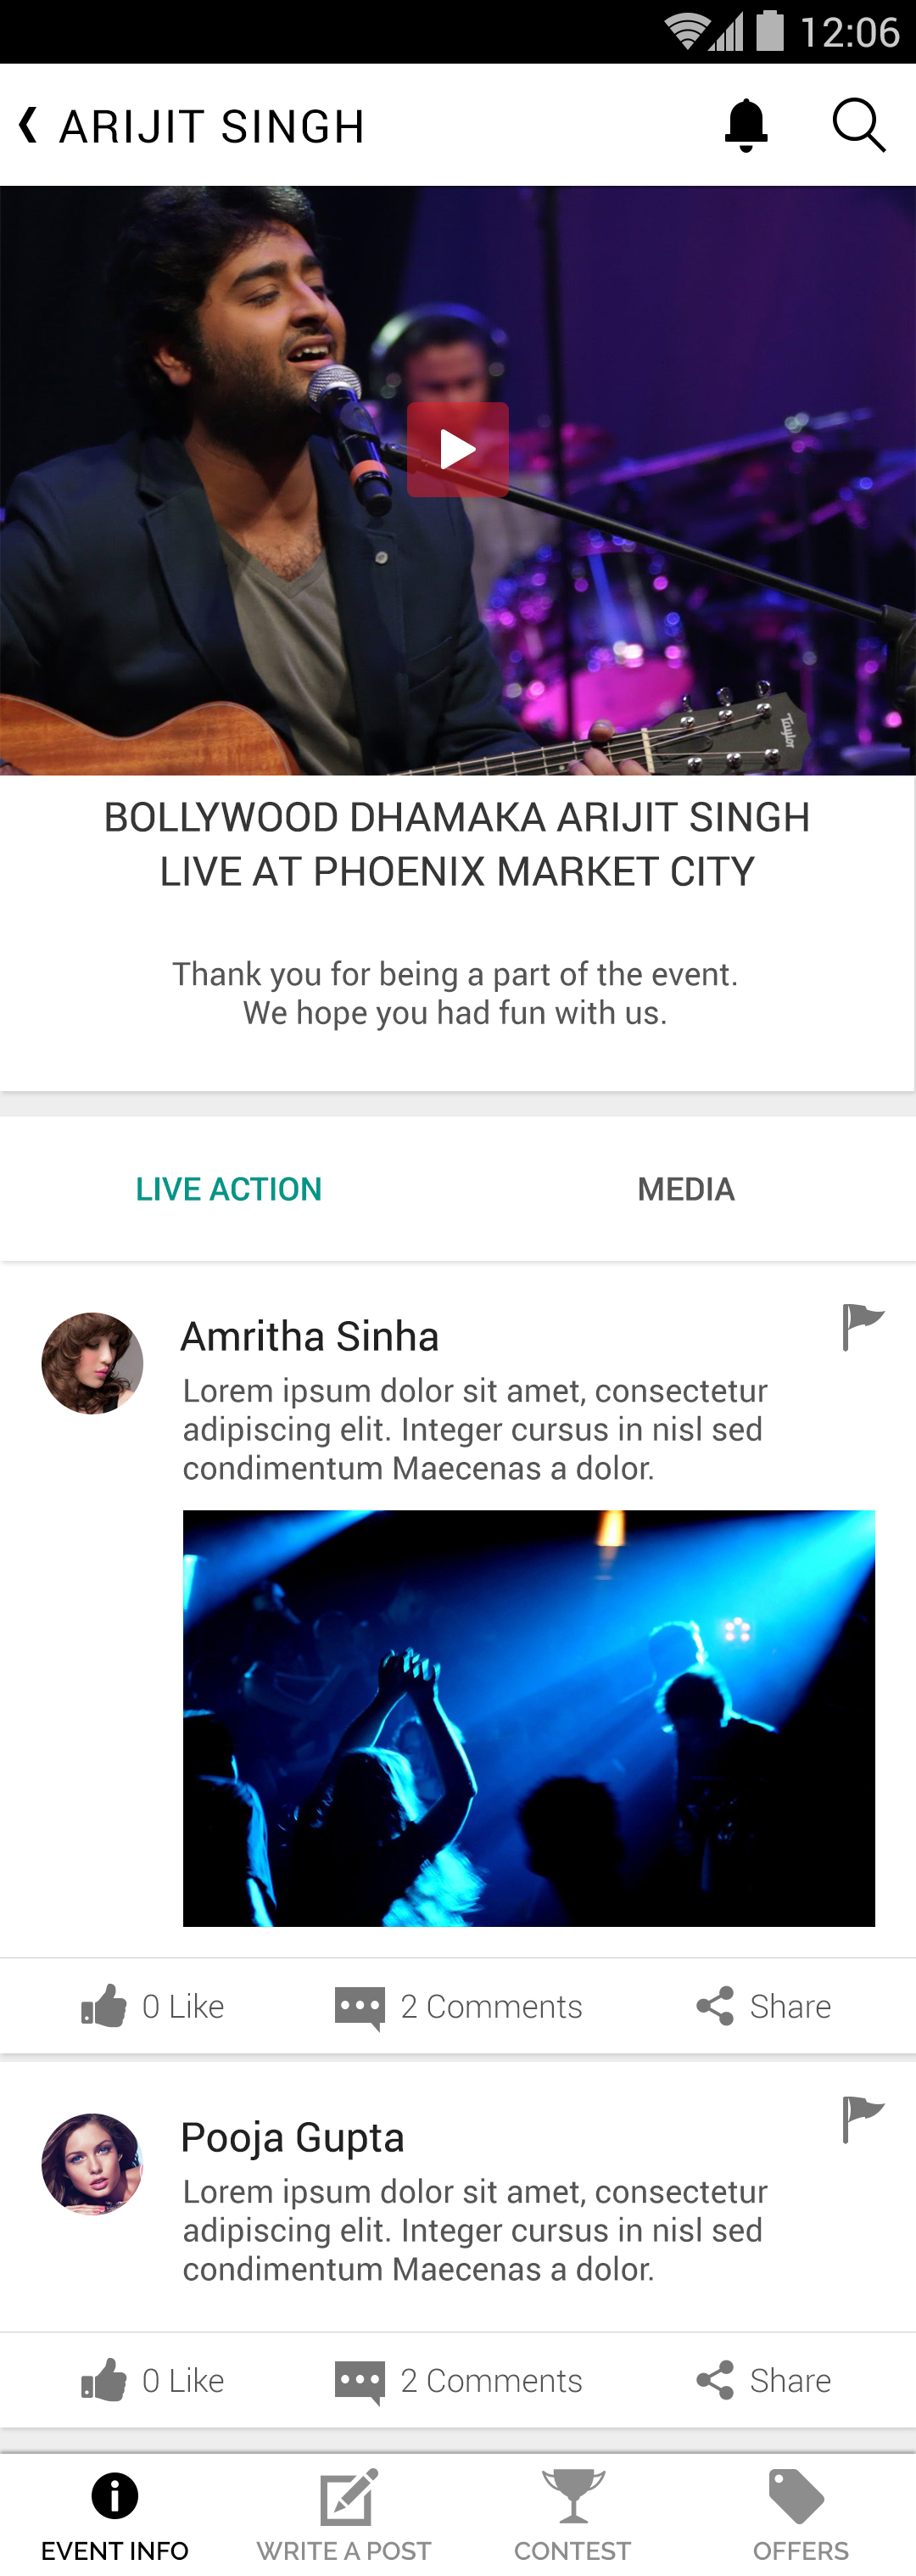 12:06
ARIJIT SINGH
Taylor
BOLLYWOOD DHAMAKA ARIJIT SINGH
LIVE AT PHOENIX MARKET CITY
Thank you for being a part of the event.
We hope you had fun with us.
LIVE ACTION
MEDIA
Amritha Sinha
Lorem ipsum dolor sit amet, consectetur
adipiscing elit. Integer cursus in nisl sed
condimentum Maecenas a dolor.
0 Like
2 Comments
Share
Pooja Gupta
Lorem ipsum dolor sit amet, consectetur
adipiscing elit. Integer cursus in nisl sed
condimentum Maecenas a dolor.
0 Like
2 Comments
Share
EVENT INFO
WRITE A POST
CONTEST
OFFERS